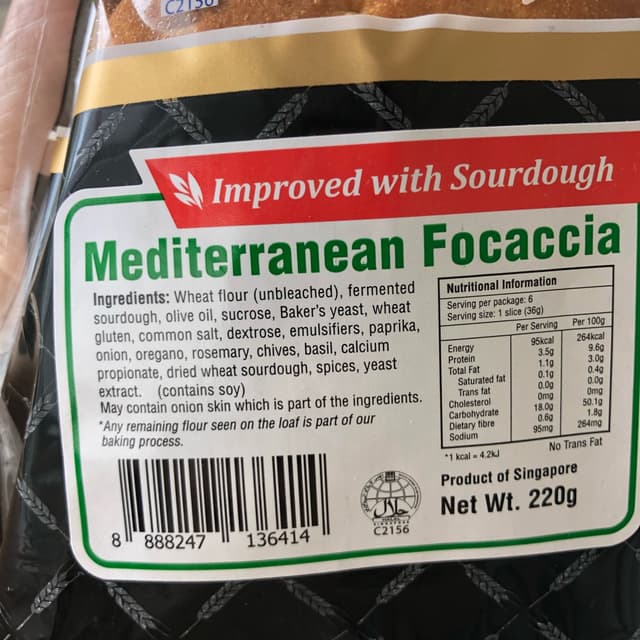 C2156
Improved with Sourdough
Mediterranean Focaccia
Ingredients: Wheat flour (unbleached), fermented
sourdough, olive oil, sucrose, Baker's yeast, wheat
gluten, common salt, dextrose, emulsifiers, paprika,
onion, oregano, rosemary, chives, basil, calcium
propionate, dried wheat sourdough, spices, yeast
extract. (contains soy)
May contain onion skin which is part of the ingredients.
*Any remaining flour seen on the loaf is part of our
baking process.
Nutritional Information
Serving per package: 6
Serving size: 1 slice (36g)
Per Serving Per 100g
Energy 95kcal 264kcal
Protein 3.5g 9.6g
Total Fat 1.1g 3.0g
Saturated fat 0.1g 0.4g
Trans fat 0.0g 0.0g
Cholesterol 0mg 0mg
Carbohydrate 18.0g 50.1g
Dietary fibre 0.6g 1.8g
Sodium 95mg 264mg
*1 kcal = 4.2kJ
No Trans Fat
Product of Singapore
Net Wt. 220g
8 888247 136414
حلال
SINGAPORE
C2156